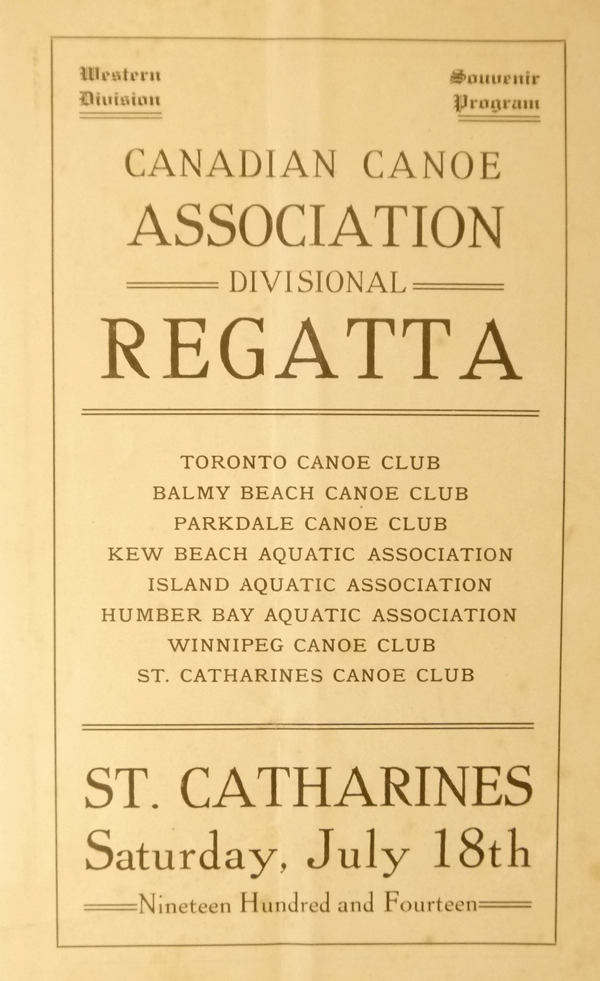 Western
Division
Souvenir
Program
CANADIAN CANOE
ASSOCIATION
DIVISIONAL
REGATTA
TORONTO CANOE CLUB
BALMY BEACH CANOE CLUB
PARKDALE CANOE CLUB
KEW BEACH AQUATIC ASSOCIATION
ISLAND AQUATIC ASSOCIATION
HUMBER BAY AQUATIC ASSOCIATION
WINNIPEG CANOE CLUB
ST. CATHARINES CANOE CLUB
ST. CATHARINES
Saturday, July 18th
Nineteen Hundred and Fourteen